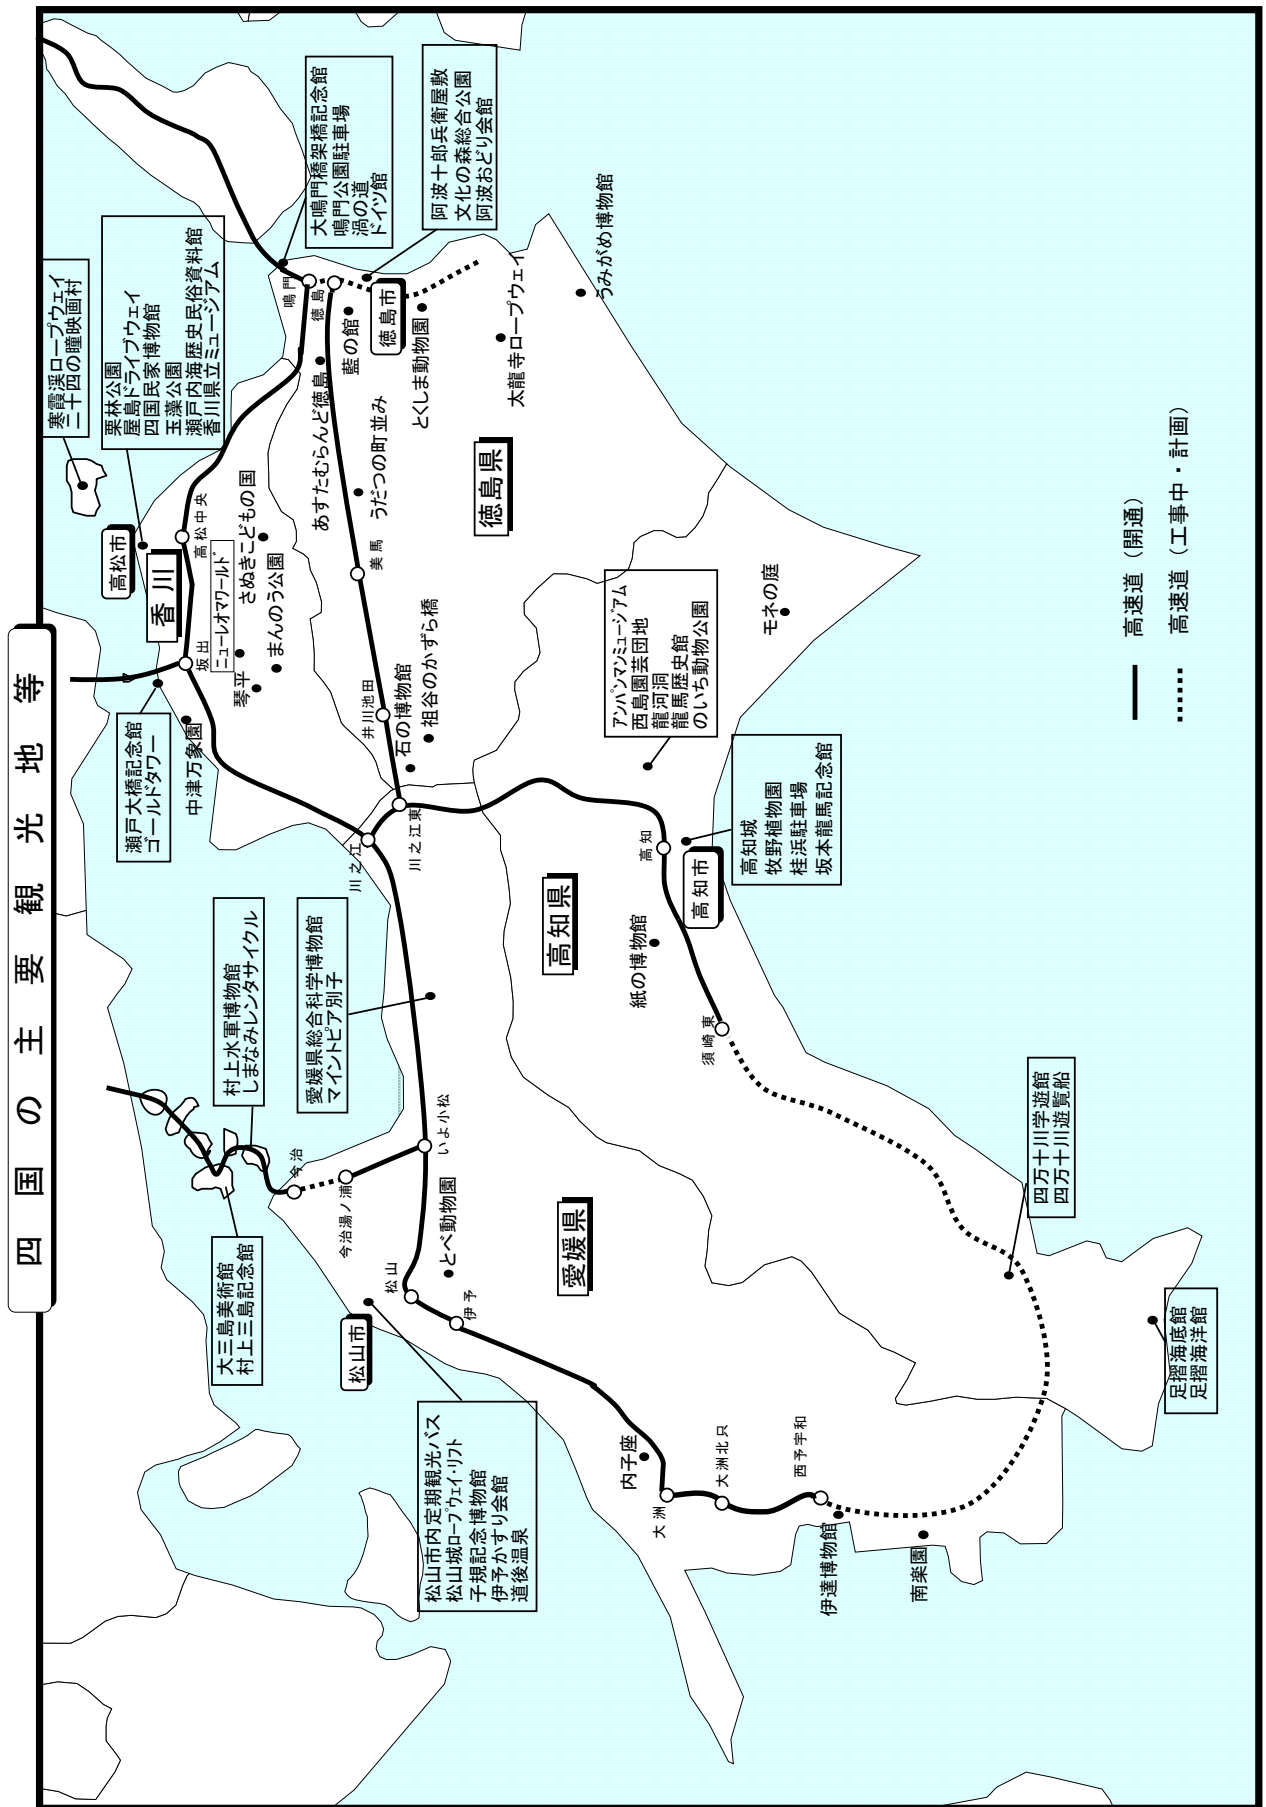 四国の主要観光地等
寒霞渓ロープウェイ
二十四の瞳映画村
栗林公園
屋島ドライブウェイ
四国民家博物館
玉藻公園
瀬戸内海歴史民俗資料館
香川県立ミュージアム
大鳴門橋架橋記念館
鳴門公園駐車場
渦の道
ドイツ館
阿波十郎兵衛屋敷
文化の森総合公園
阿波おどり会館
高松市
香川
高松中央
さぬきこどもの国
ニューレオマワールド
まんのう公園
坂出
琴平
瀬戸大橋記念館
ゴールドタワー
中津万象園
鳴門
徳島
藍の館
徳島市
とくしま動物園
あすたむらんど徳島
うだつの町並み
美馬
徳島県
太龍寺ロープウェイ
うみがめ博物館
井川池田
石の博物館
祖谷のかずら橋
川之江
川之江東
アンパンマンミュージアム
西島園芸団地
龍河洞
龍馬歴史館
のいち動物公園
モネの庭
高知
高知市
高知城
牧野植物園
桂浜駐車場
坂本龍馬記念館
高知県
紙の博物館
須崎東
村上水軍博物館
しまなみレンタサイクル
愛媛県総合科学博物館
マイントピア別子
今治
今治湯ノ浦
いよ小松
大三島美術館
村上三島記念館
とべ動物園
松山
伊予
松山市
愛媛県
松山市内定期観光バス
松山城ロープウェイ・リフト
子規記念博物館
伊予かすり会館
道後温泉
内子座
大洲
大洲北只
西予宇和
伊達博物館
南楽園
四万十川学遊館
四万十川遊覧船
足摺海底館
足摺海洋館
高速道（開通）
高速道（工事中・計画）